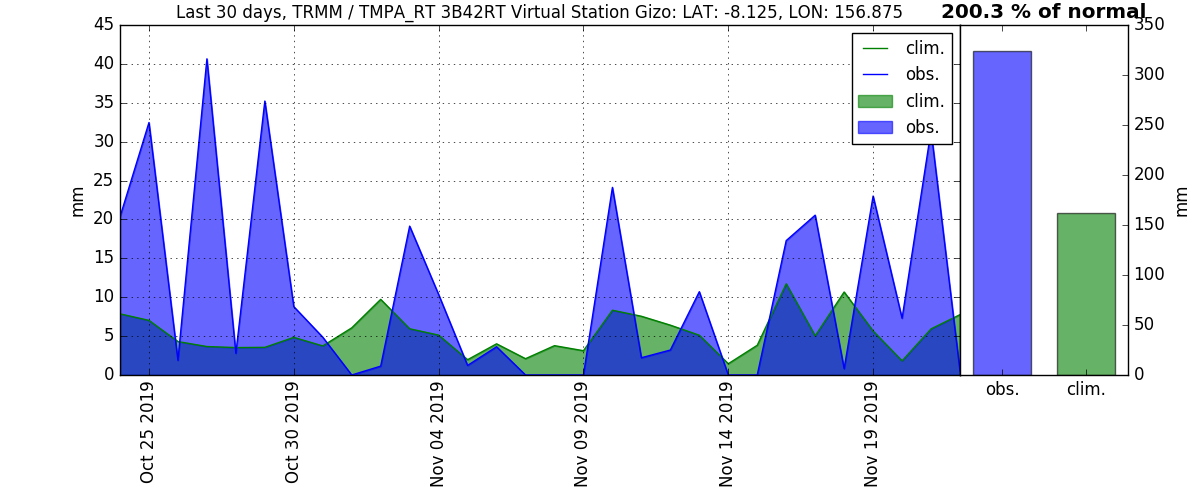 Last 30 days, TRMM / TMPA_RT 3B42RT Virtual Station Gizo: LAT: -8.125, LON: 156.875
200.3 % of normal
45
40
35
30
25
20
15
10
5
0
mm
clim.
obs.
clim.
obs.
350
300
250
200
150
100
50
0
mm
Oct 25 2019
Oct 30 2019
Nov 04 2019
Nov 09 2019
Nov 14 2019
Nov 19 2019
obs.
clim.